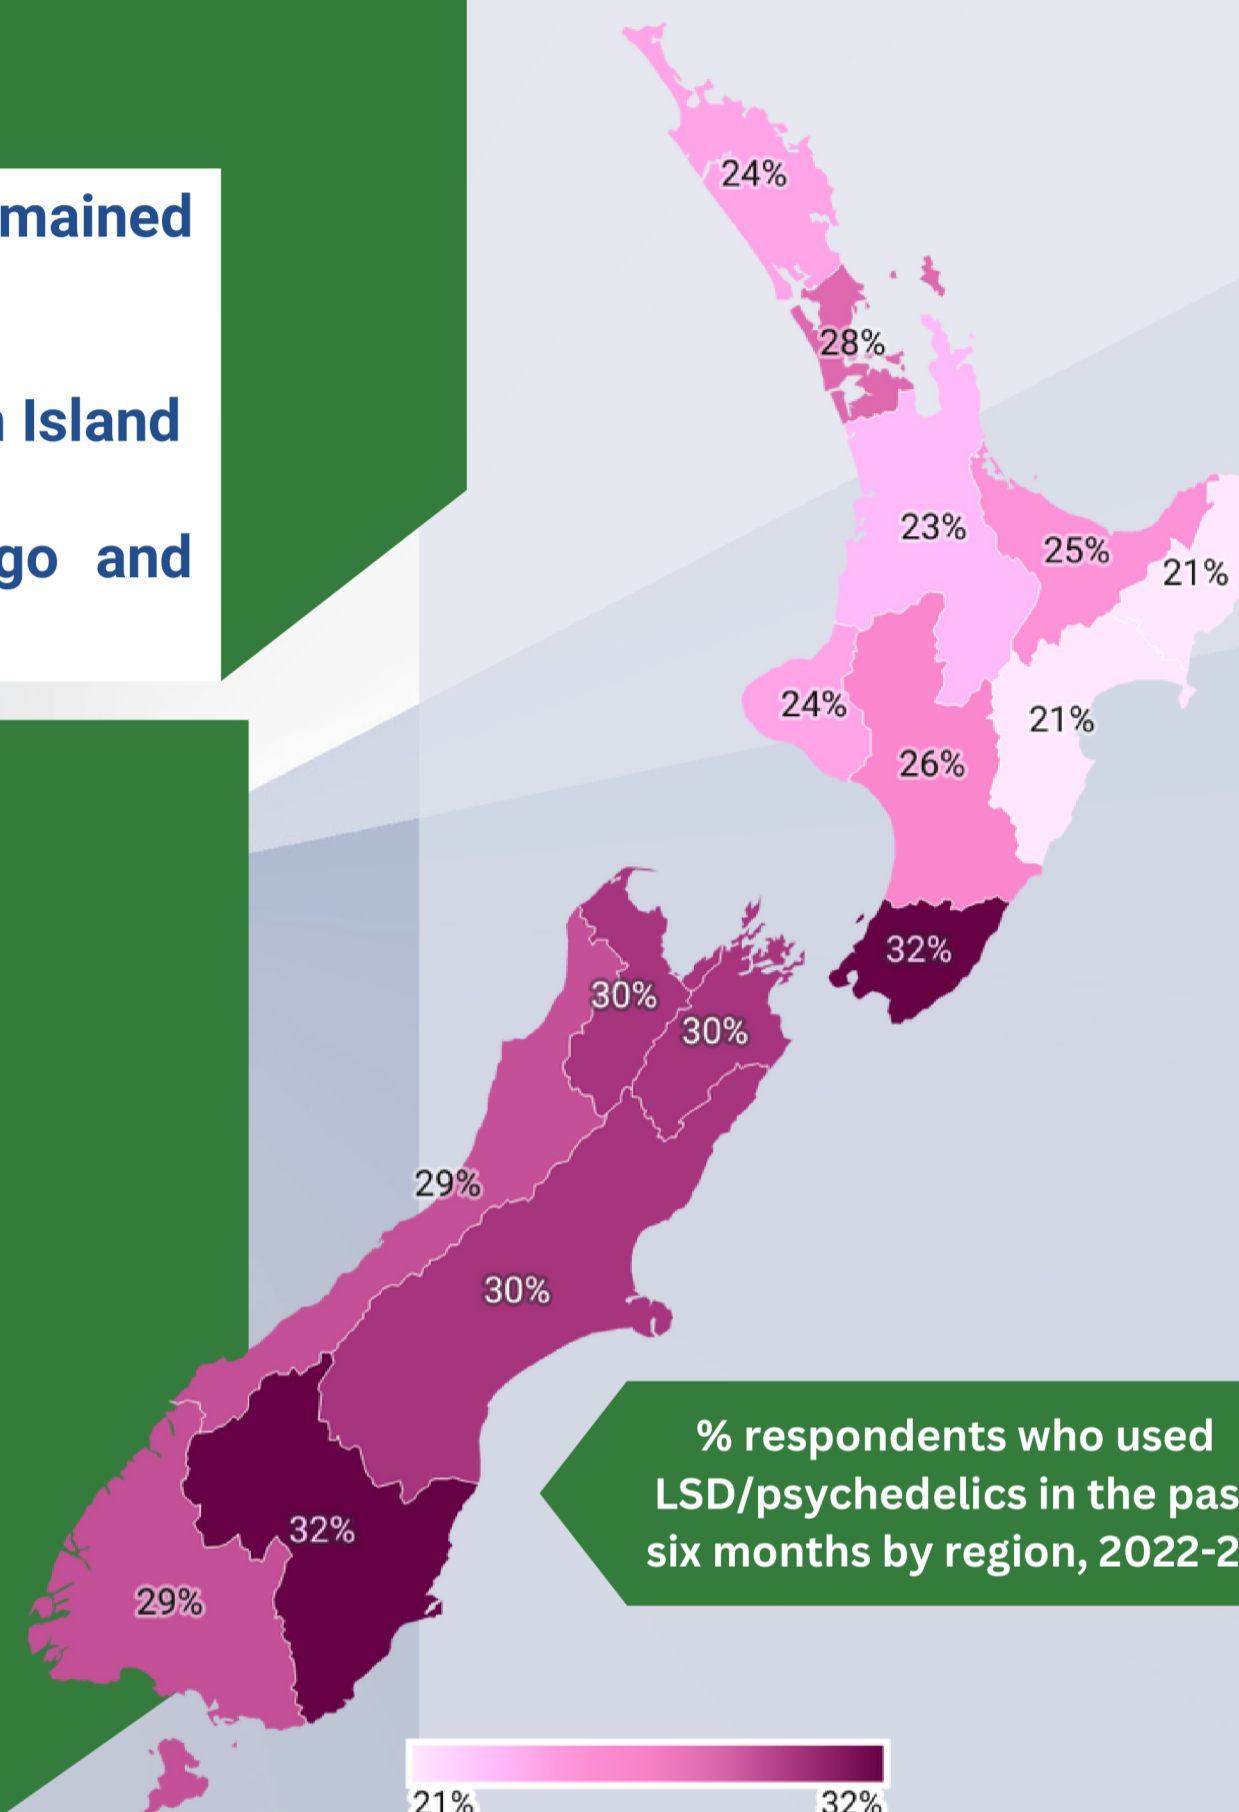 mained
Island
go and
24%
28%
23%
25%
21%
24%
21%
26%
32%
30%
30%
29%
30%
32%
29%
% respondents who used
LSD/psychedelics in the pas
six months by region, 2022-2
21%
32%